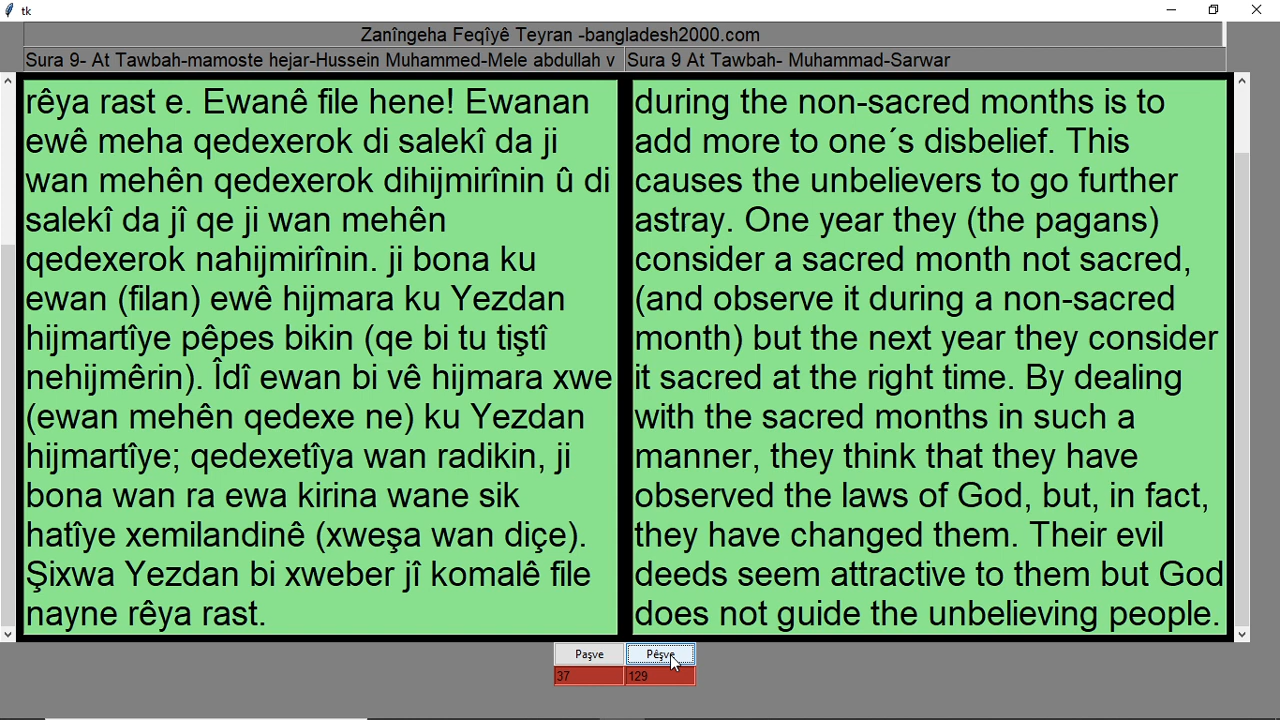 tk
Zanîngeha Feqîyê Teyran -bangladesh2000.com
Sura 9- At Tawbah-mamoste hejar-Hussein Muhammed-Mele abdullah v
Sura 9 At Tawbah- Muhammad-Sarwar
rêya rast e. Ewanê file hene! Ewanan
ewê meha qedexerok di salekî da ji
wan mehên qedexerok dihijmirînin û di
salekî da jî qe ji wan mehên
qedexerok nahijmirînin. ji bona ku
ewan (filan) ewê hijmara ku Yezdan
hijmartîye pêpes bikin (qe bi tu tiştî
nehijmêrin). Îdî ewan bi vê hijmara xwe
(ewan mehên qedexe ne) ku Yezdan
hijmartîye; qedexetîya wan radikin, ji
bona wan ra ewa kirina wane sik
hatîye xemilandinê (xweşa wan diçe).
Şixwa Yezdan bi xweber jî komalê file
nayne rêya rast.
during the non-sacred months is to
add more to one´s disbelief. This
causes the unbelievers to go further
astray. One year they (the pagans)
consider a sacred month not sacred,
(and observe it during a non-sacred
month) but the next year they consider
it sacred at the right time. By dealing
with the sacred months in such a
manner, they think that they have
observed the laws of God, but, in fact,
they have changed them. Their evil
deeds seem attractive to them but God
does not guide the unbelieving people.
Paşve
Pêşve
37
129